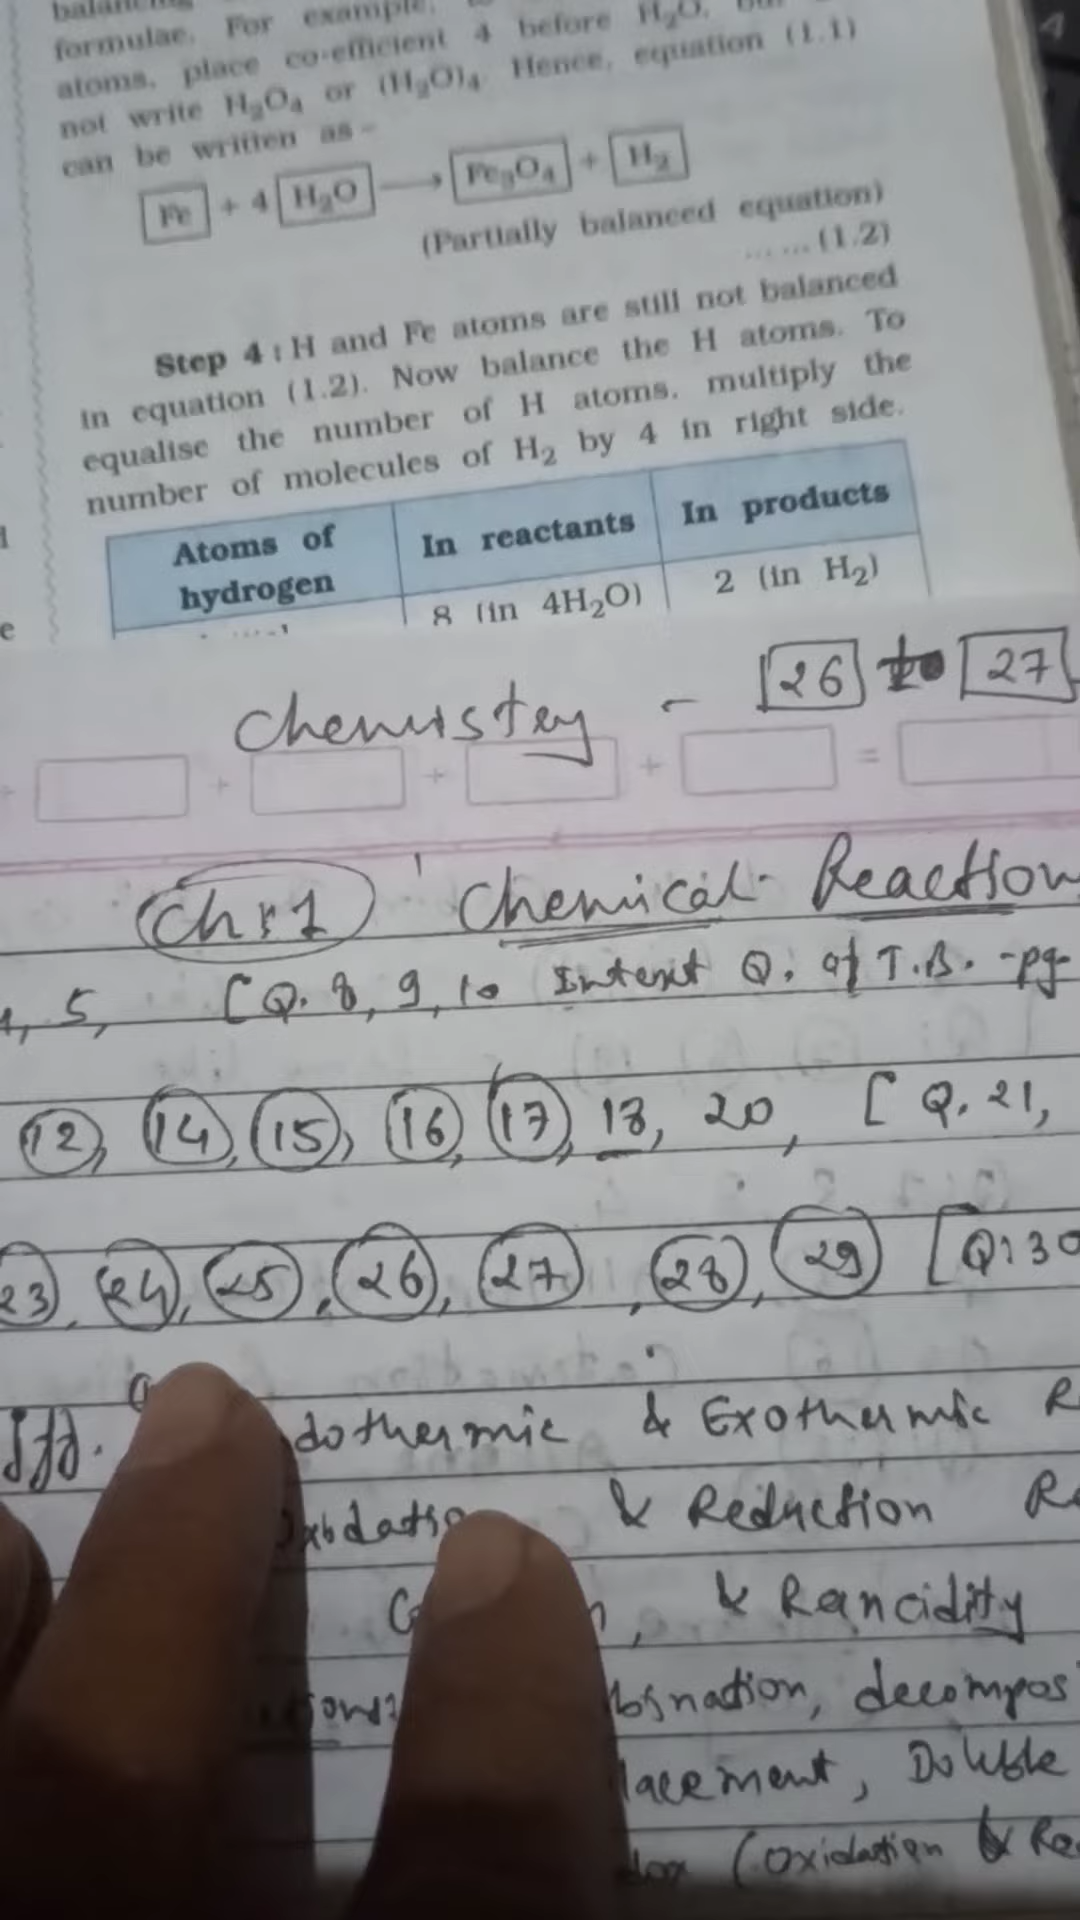 formulae. For example,
atoms, place co-efficient 4 before H₂O,
not write H₂O₄ or (H₂O)₄. Hence, equation (1.1)
can be written as –
Fe + 4 H₂O → Fe₃O₄ + H₂
(Partially balanced equation)
......(1.2)
Step 4 : H and Fe atoms are still not balanced
in equation (1.2). Now balance the H atoms. To
equalise the number of H atoms, multiply the
number of molecules of H₂ by 4 in right side.
Atoms of hydrogen In reactants In products
8 (in 4H₂O) 2 (in H₂)
Chemistry - 26 to 27
+ + + + =
Ch:1 Chemical Reaction
5, [Q. 8, 9, 10 Intext Q. of T.B. -pg-
12, 14, 15, 16, 17, 18, 20, [Q. 21,
23, 24, 25, 26, 27, 28, 29 [Q:30
& Exothermic R
& Reduction Re
& Rancidity
decompos
Double
(Oxidation & Re